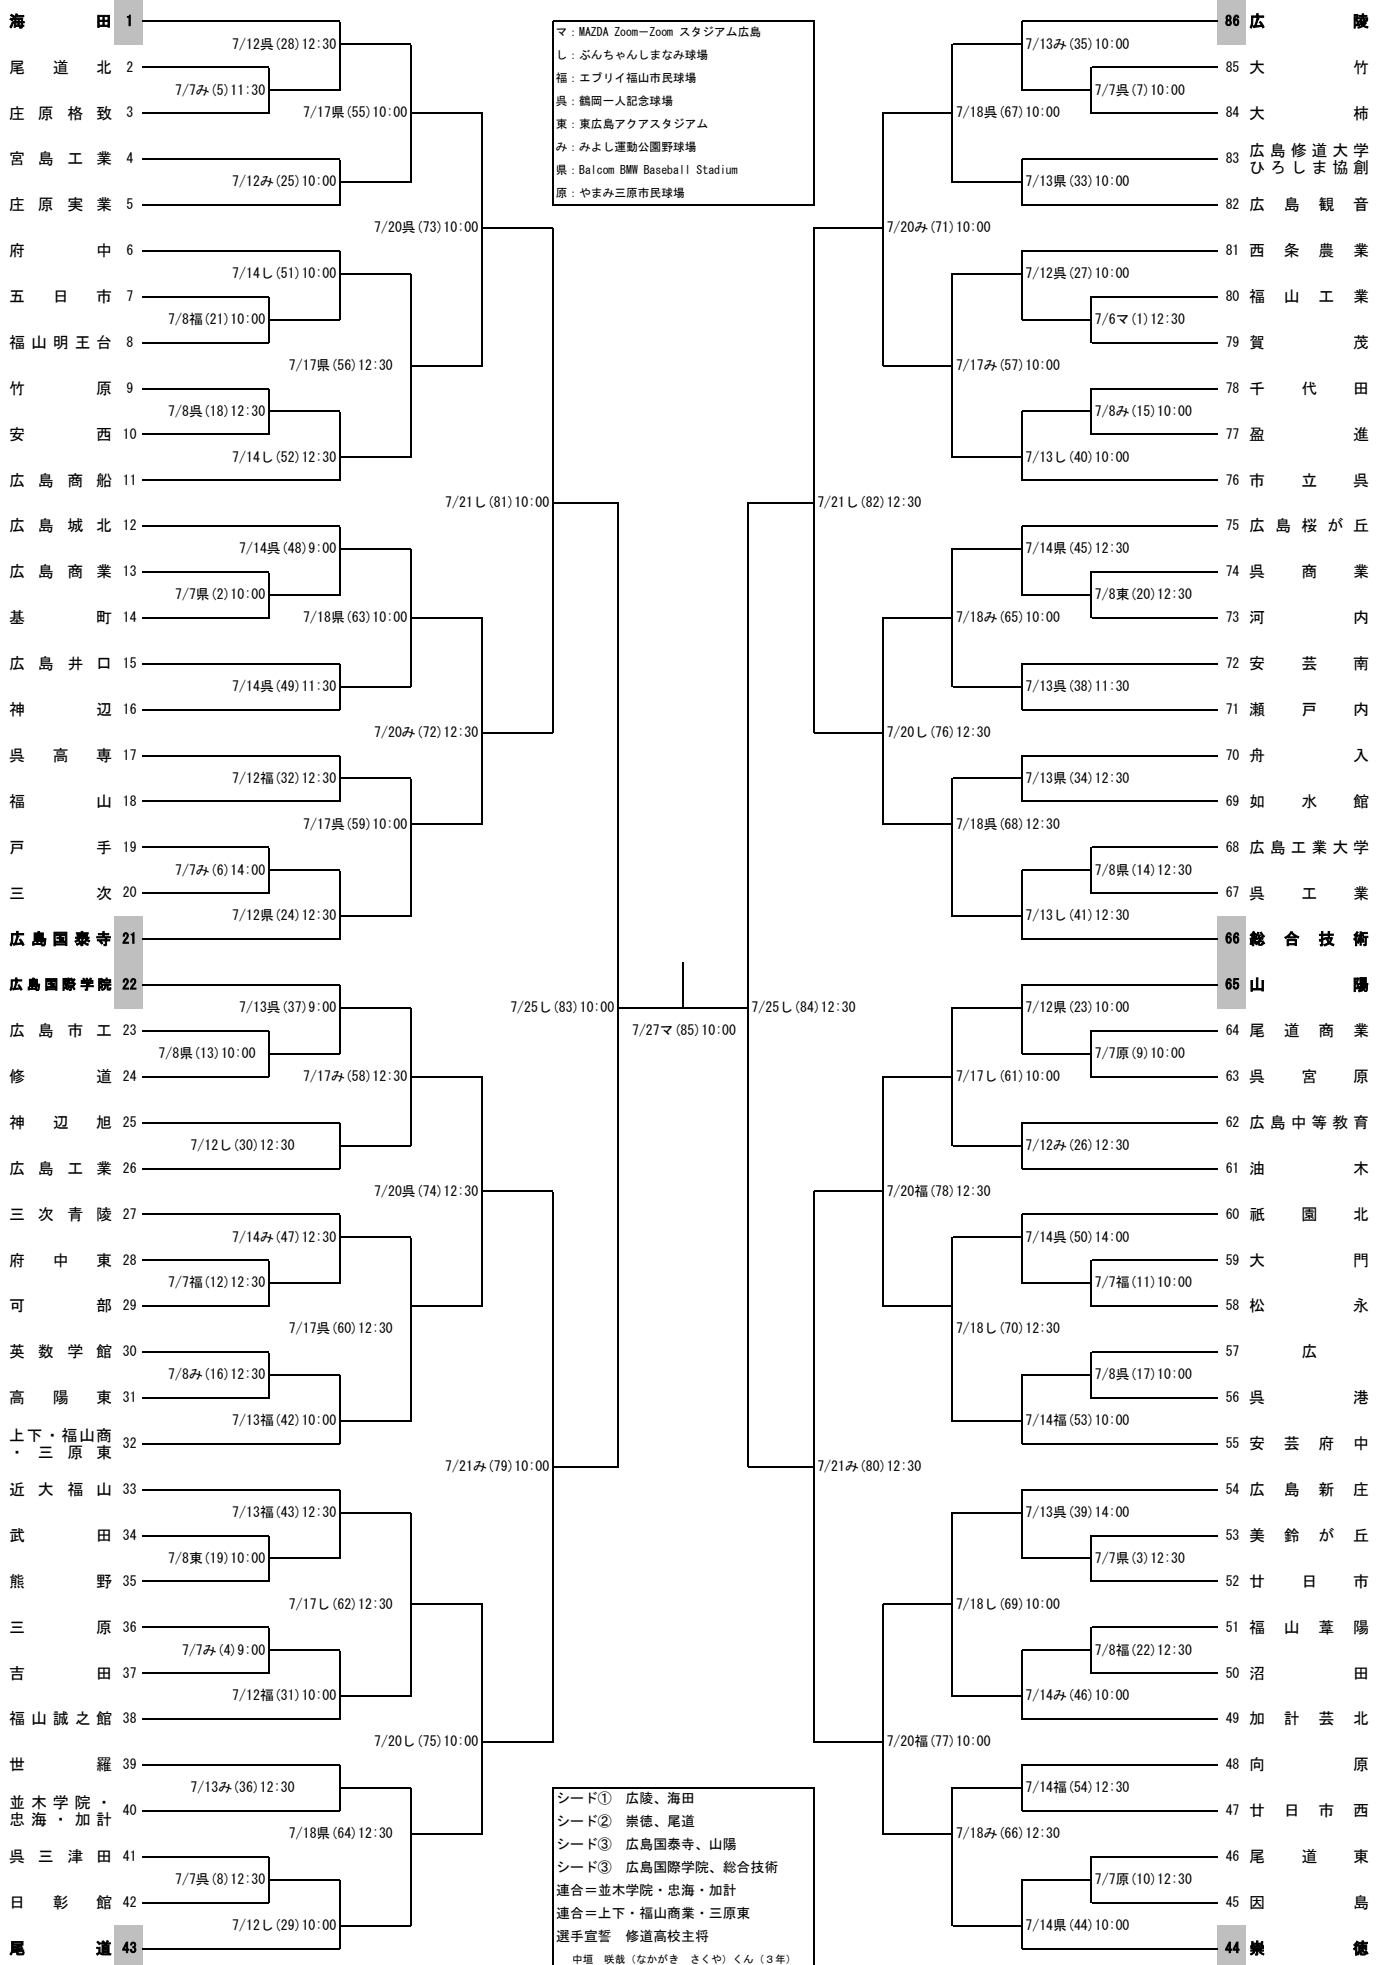 海田 1
7/12呉(28)12:30
尾道北 2
7/7み(5)11:30
庄原格致 3
7/17県(55)10:00
宮島工業 4
7/12み(25)10:00
庄原実業 5
7/20呉(73)10:00
府中 6
7/14し(51)10:00
五日市 7
7/8福(21)10:00
福山明王台 8
7/17県(56)12:30
竹原 9
7/8呉(18)12:30
安西 10
7/14し(52)12:30
広島商船 11
7/21し(81)10:00
広島城北 12
7/14呉(48)9:00
広島商業 13
7/7県(2)10:00
基町 14
7/18県(63)10:00
広島井口 15
7/14呉(49)11:30
神辺 16
7/20み(72)12:30
呉高専 17
7/12福(32)12:30
福山 18
7/17呉(59)10:00
戸手 19
7/7み(6)14:00
三次 20
7/12県(24)12:30
広島国泰寺 21
広島国際学院 22
7/13呉(37)9:00
7/25し(83)10:00
広島市工 23
7/8県(13)10:00
修道 24
7/17み(58)12:30
神辺旭 25
7/12し(30)12:30
広島工業 26
7/20呉(74)12:30
三次青陵 27
7/14み(47)12:30
府中東 28
7/7福(12)12:30
可部 29
7/17呉(60)12:30
英数学館 30
7/8み(16)12:30
高陽東 31
7/13福(42)10:00
上下・福山商
・三原東 32
7/21み(79)10:00
近大福山 33
7/13福(43)12:30
武田 34
7/8東(19)10:00
熊野 35
7/17し(62)12:30
三原 36
7/7み(4)9:00
吉田 37
7/12福(31)10:00
福山誠之館 38
7/20し(75)10:00
世羅 39
7/13み(36)12:30
並木学院・
忠海・加計 40
7/18県(64)12:30
呉三津田 41
7/7呉(8)12:30
日彰館 42
7/12し(29)10:00
尾道 43
マ：MAZDA Zoom－Zoom スタジアム広島
し：ぶんちゃんしまなみ球場
福：エブリイ福山市民球場
呉：鶴岡一人記念球場
東：東広島アクアスタジアム
み：みよし運動公園野球場
県：Balcom BMW Baseball Stadium
原：やまみ三原市民球場
7/27マ(85)10:00
シード① 広陵、海田
シード② 崇徳、尾道
シード③ 広島国泰寺、山陽
シード③ 広島国際学院、総合技術
連合＝並木学院・忠海・加計
連合＝上下・福山商業・三原東
選手宣誓 修道高校主将
中垣 咲哉（なかがき さくや）くん（３年）
86 広陵
7/13み(35)10:00
85 大竹
7/7呉(7)10:00
84 大柿
7/18呉(67)10:00
83 広島修道大学
ひろしま協創
7/13県(33)10:00
82 広島観音
7/20み(71)10:00
81 西条農業
7/12呉(27)10:00
80 福山工業
7/6マ(1)12:30
79 賀茂
7/17み(57)10:00
78 千代田
7/8み(15)10:00
77 盈進
7/13し(40)10:00
76 市立呉
7/21し(82)12:30
75 広島桜が丘
7/14県(45)12:30
74 呉商業
7/8東(20)12:30
73 河内
7/18み(65)10:00
72 安芸南
7/13呉(38)11:30
71 瀬戸内
7/20し(76)12:30
70 舟入
7/13県(34)12:30
69 如水館
7/18呉(68)12:30
68 広島工業大学
7/8県(14)12:30
67 呉工業
7/13し(41)12:30
66 総合技術
65 山陽
7/12県(23)10:00
7/25し(84)12:30
64 尾道商業
7/7原(9)10:00
63 呉宮原
7/17し(61)10:00
62 広島中等教育
7/12み(26)12:30
61 油木
7/20福(78)12:30
60 祇園北
7/14呉(50)14:00
59 大門
7/7福(11)10:00
58 松永
7/18し(70)12:30
57 広
7/8呉(17)10:00
56 呉港
7/14福(53)10:00
55 安芸府中
7/21み(80)12:30
54 広島新庄
7/13呉(39)14:00
53 美鈴が丘
7/7県(3)12:30
52 廿日市
7/18し(69)10:00
51 福山葦陽
7/8福(22)12:30
50 沼田
7/14み(46)10:00
49 加計芸北
7/20福(77)10:00
48 向原
7/14福(54)12:30
47 廿日市西
7/18み(66)12:30
46 尾道東
7/7原(10)12:30
45 因島
7/14県(44)10:00
44 崇徳